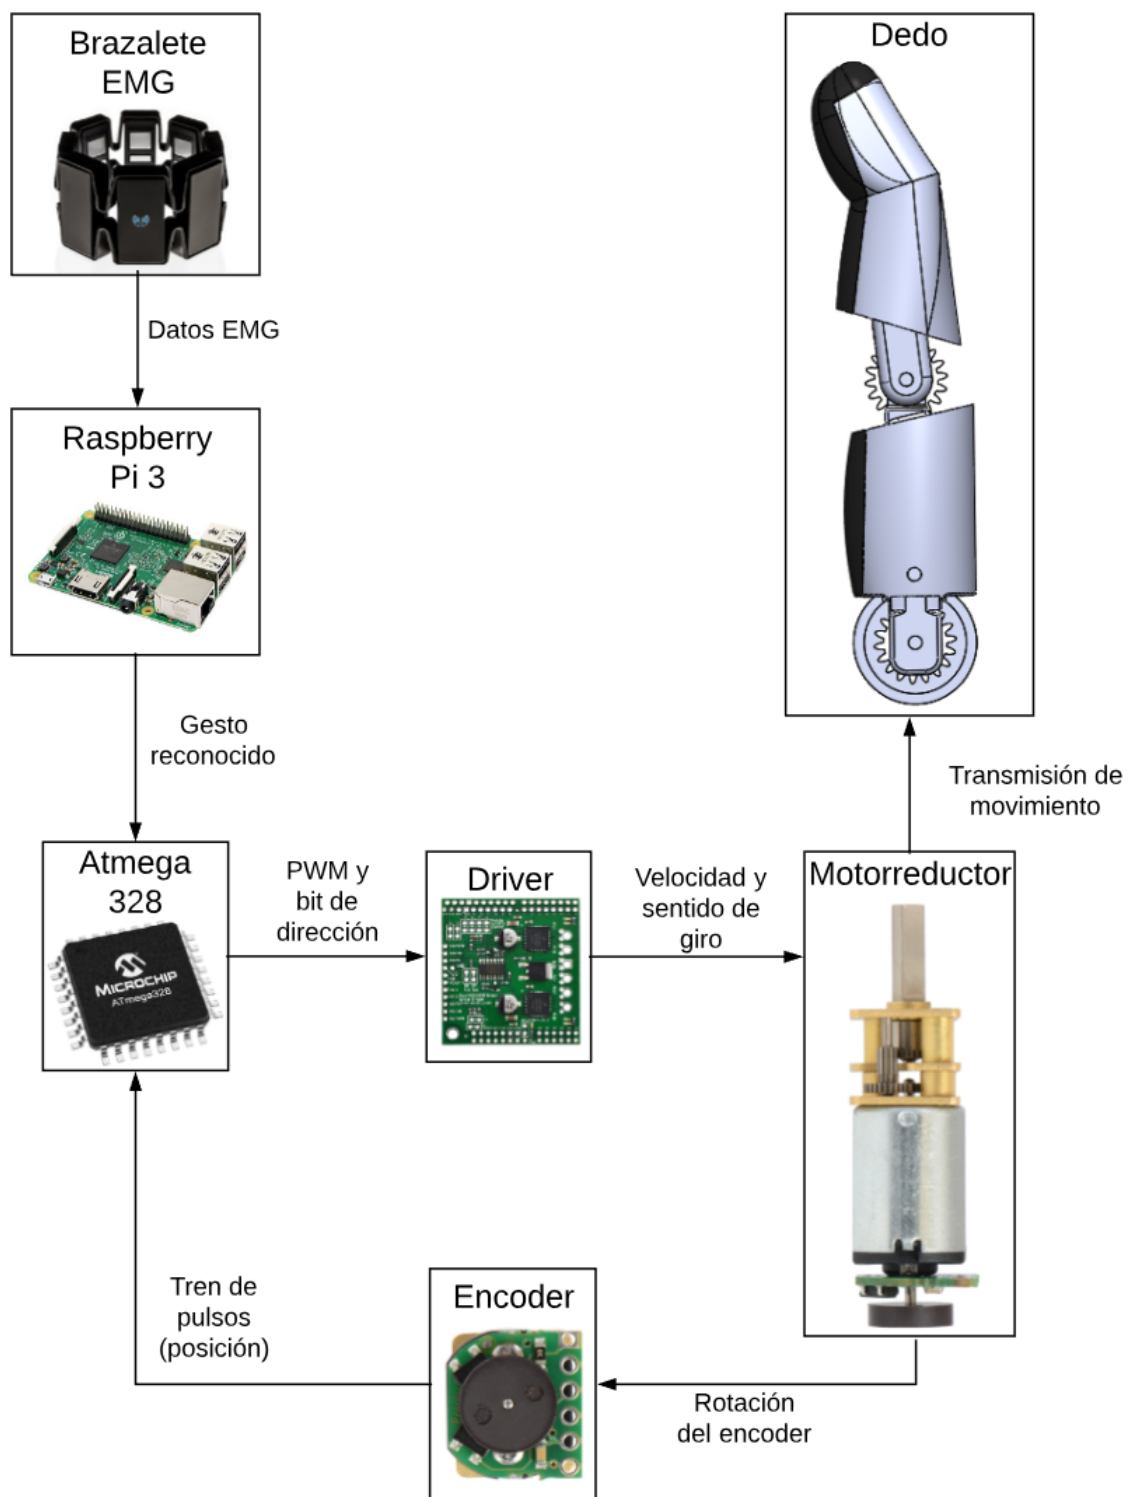 Brazalete
EMG
Datos EMG
Raspberry
Pi 3
Gesto
reconocido
Atmega
328
MICROCHIP
ATmega328
PWM y
bit de
dirección
Driver
Velocidad y
sentido de
giro
Motorreductor
Transmisión de
movimiento
Dedo
Rotación
del encoder
Encoder
Tren de
pulsos
(posición)